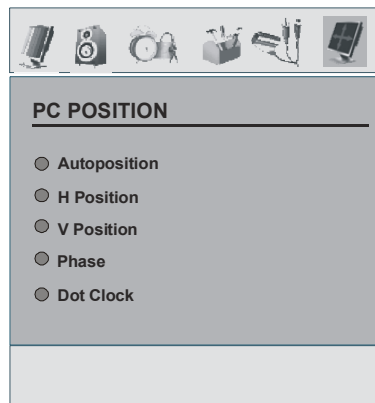 PC POSITION
Autoposition
H Position
V Position
Phase
Dot Clock